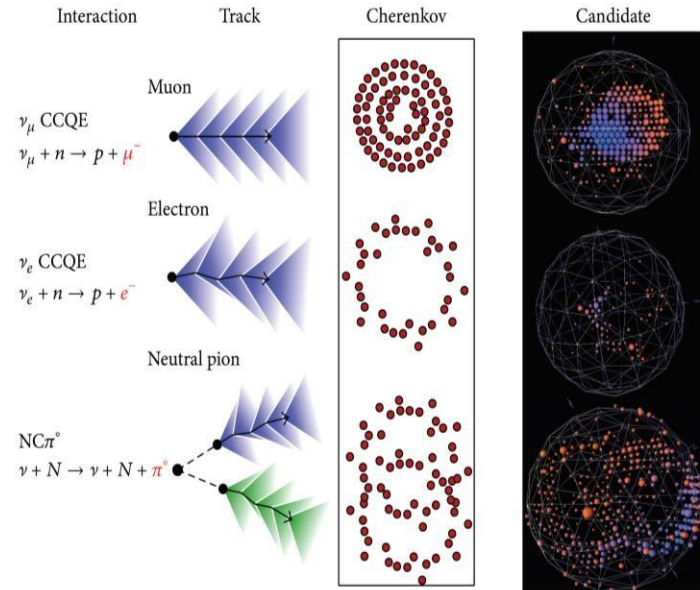 Interaction Track Cherenkov Candidate
Muon
ν_μ CCQE
ν_μ + n → p + μ⁻
Electron
ν_e CCQE
ν_e + n → p + e⁻
Neutral pion
NCπ°
ν + N → ν + N + π°